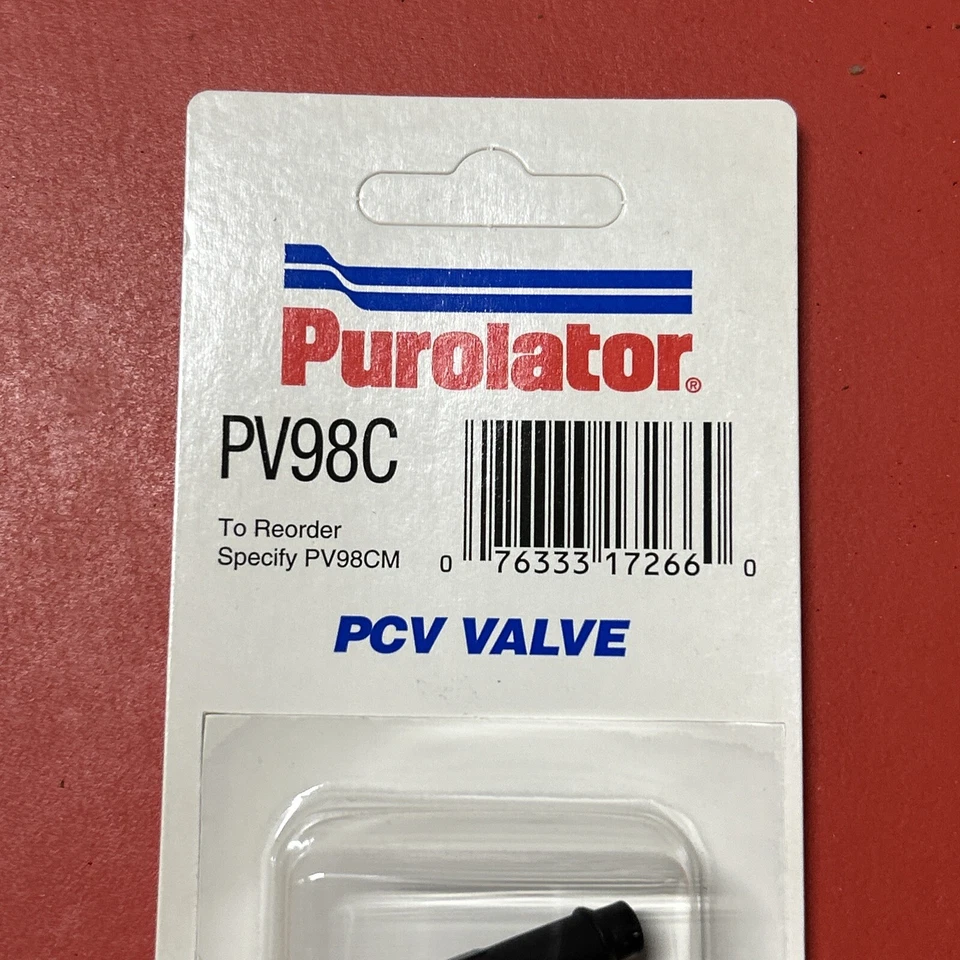 Purolator®
PV98C
To Reorder
Specify PV98CM
0 76333 17266 0
PCV VALVE